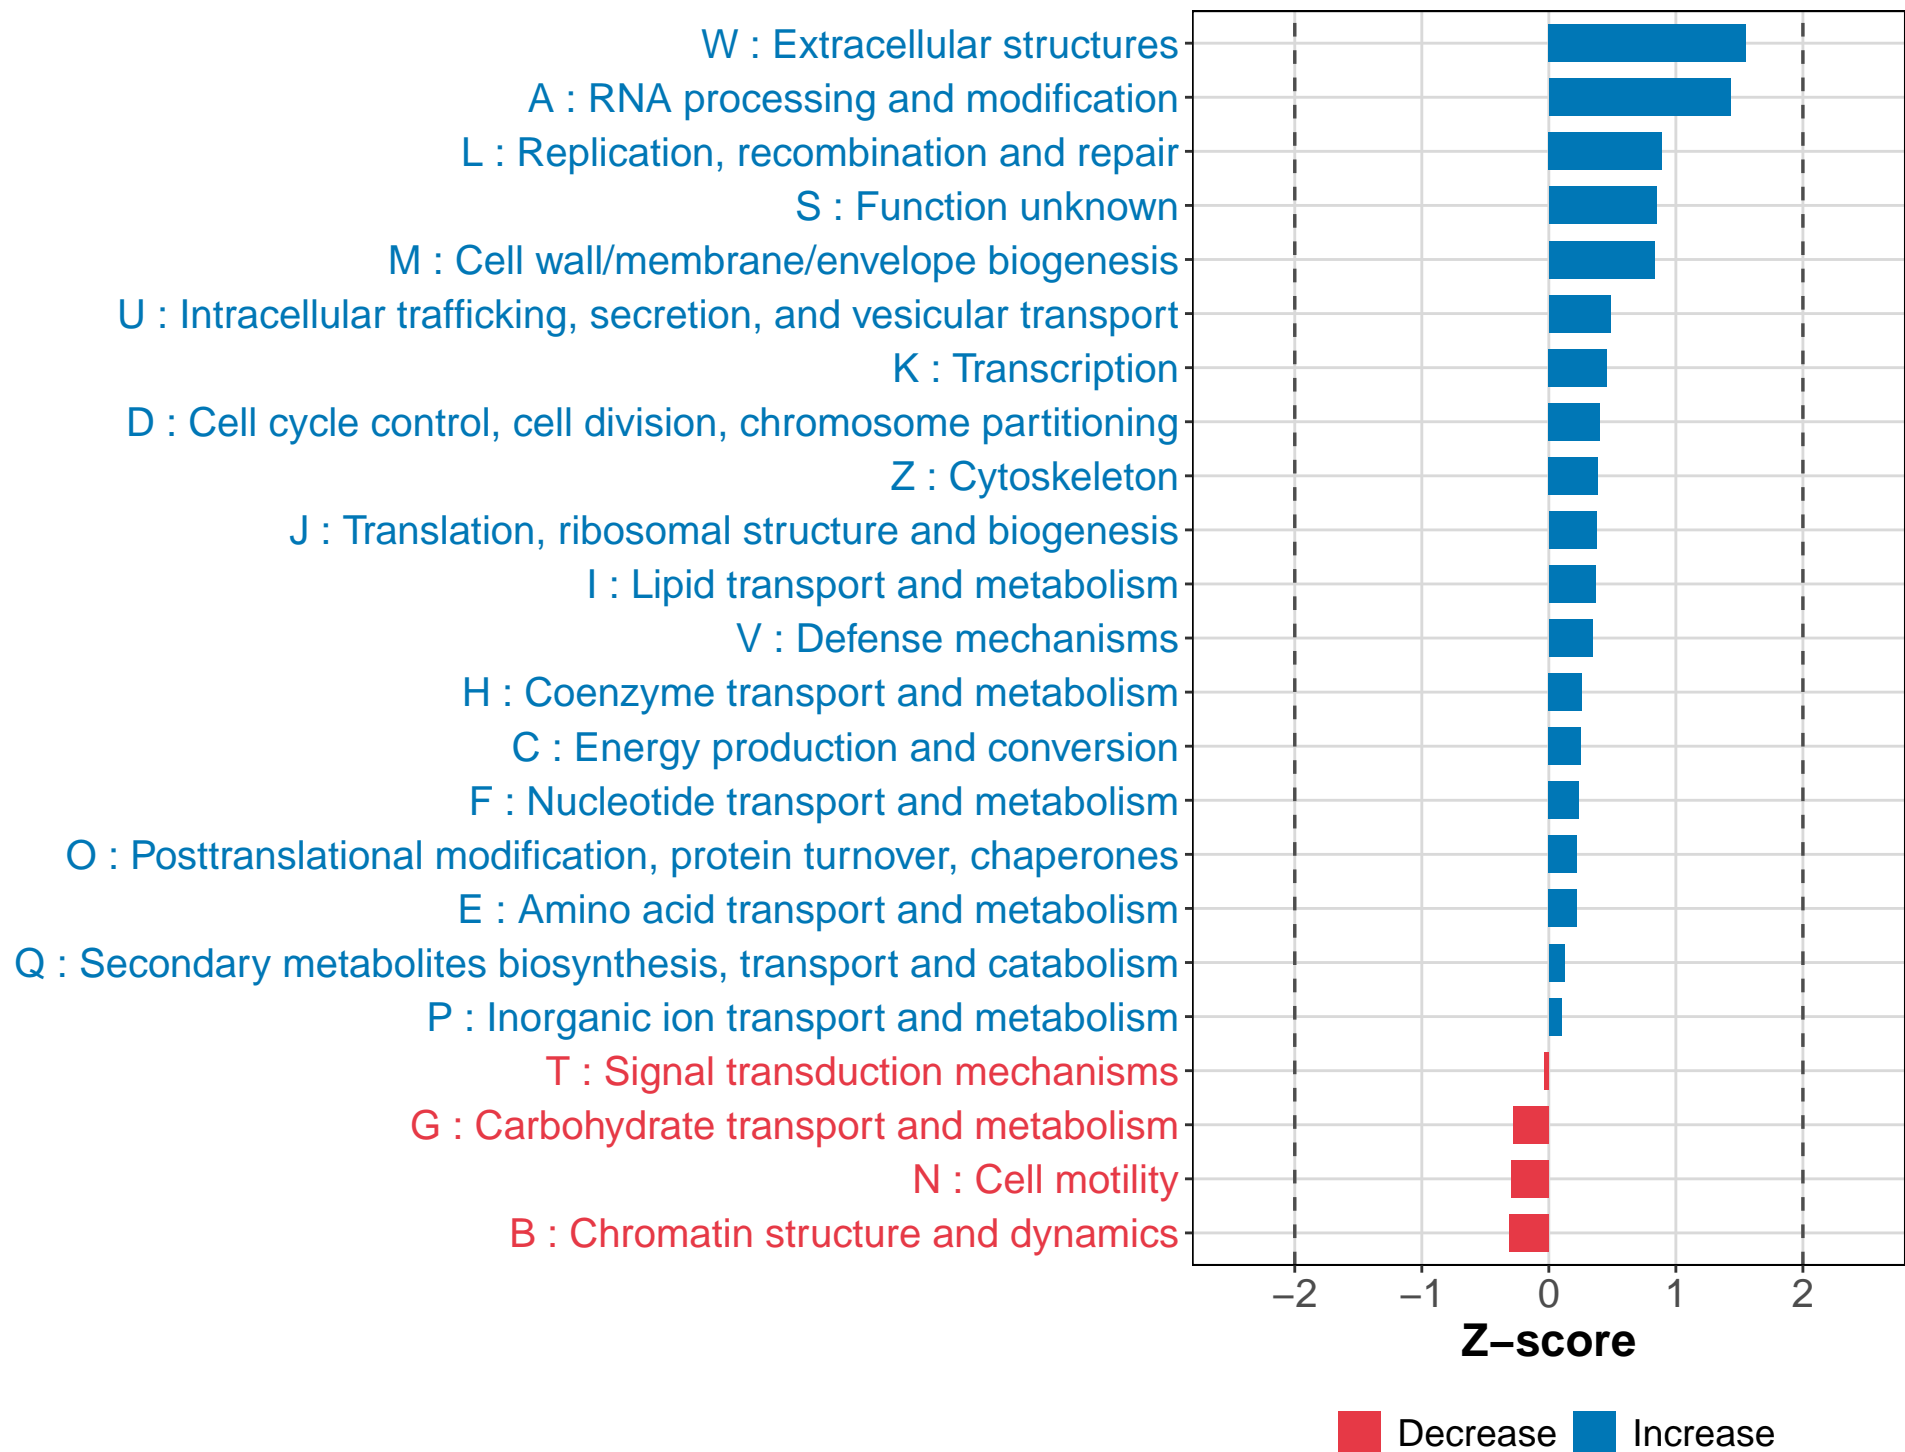 W : Extracellular structures
A : RNA processing and modification
L : Replication, recombination and repair
S : Function unknown
M : Cell wall/membrane/envelope biogenesis
U : Intracellular trafficking, secretion, and vesicular transport
K : Transcription
D : Cell cycle control, cell division, chromosome partitioning
Z : Cytoskeleton
J : Translation, ribosomal structure and biogenesis
I : Lipid transport and metabolism
V : Defense mechanisms
H : Coenzyme transport and metabolism
C : Energy production and conversion
F : Nucleotide transport and metabolism
O : Posttranslational modification, protein turnover, chaperones
E : Amino acid transport and metabolism
Q : Secondary metabolites biosynthesis, transport and catabolism
P : Inorganic ion transport and metabolism
T : Signal transduction mechanisms
G : Carbohydrate transport and metabolism
N : Cell motility
B : Chromatin structure and dynamics
−2 −1 0 1 2
Z−score
Decrease Increase